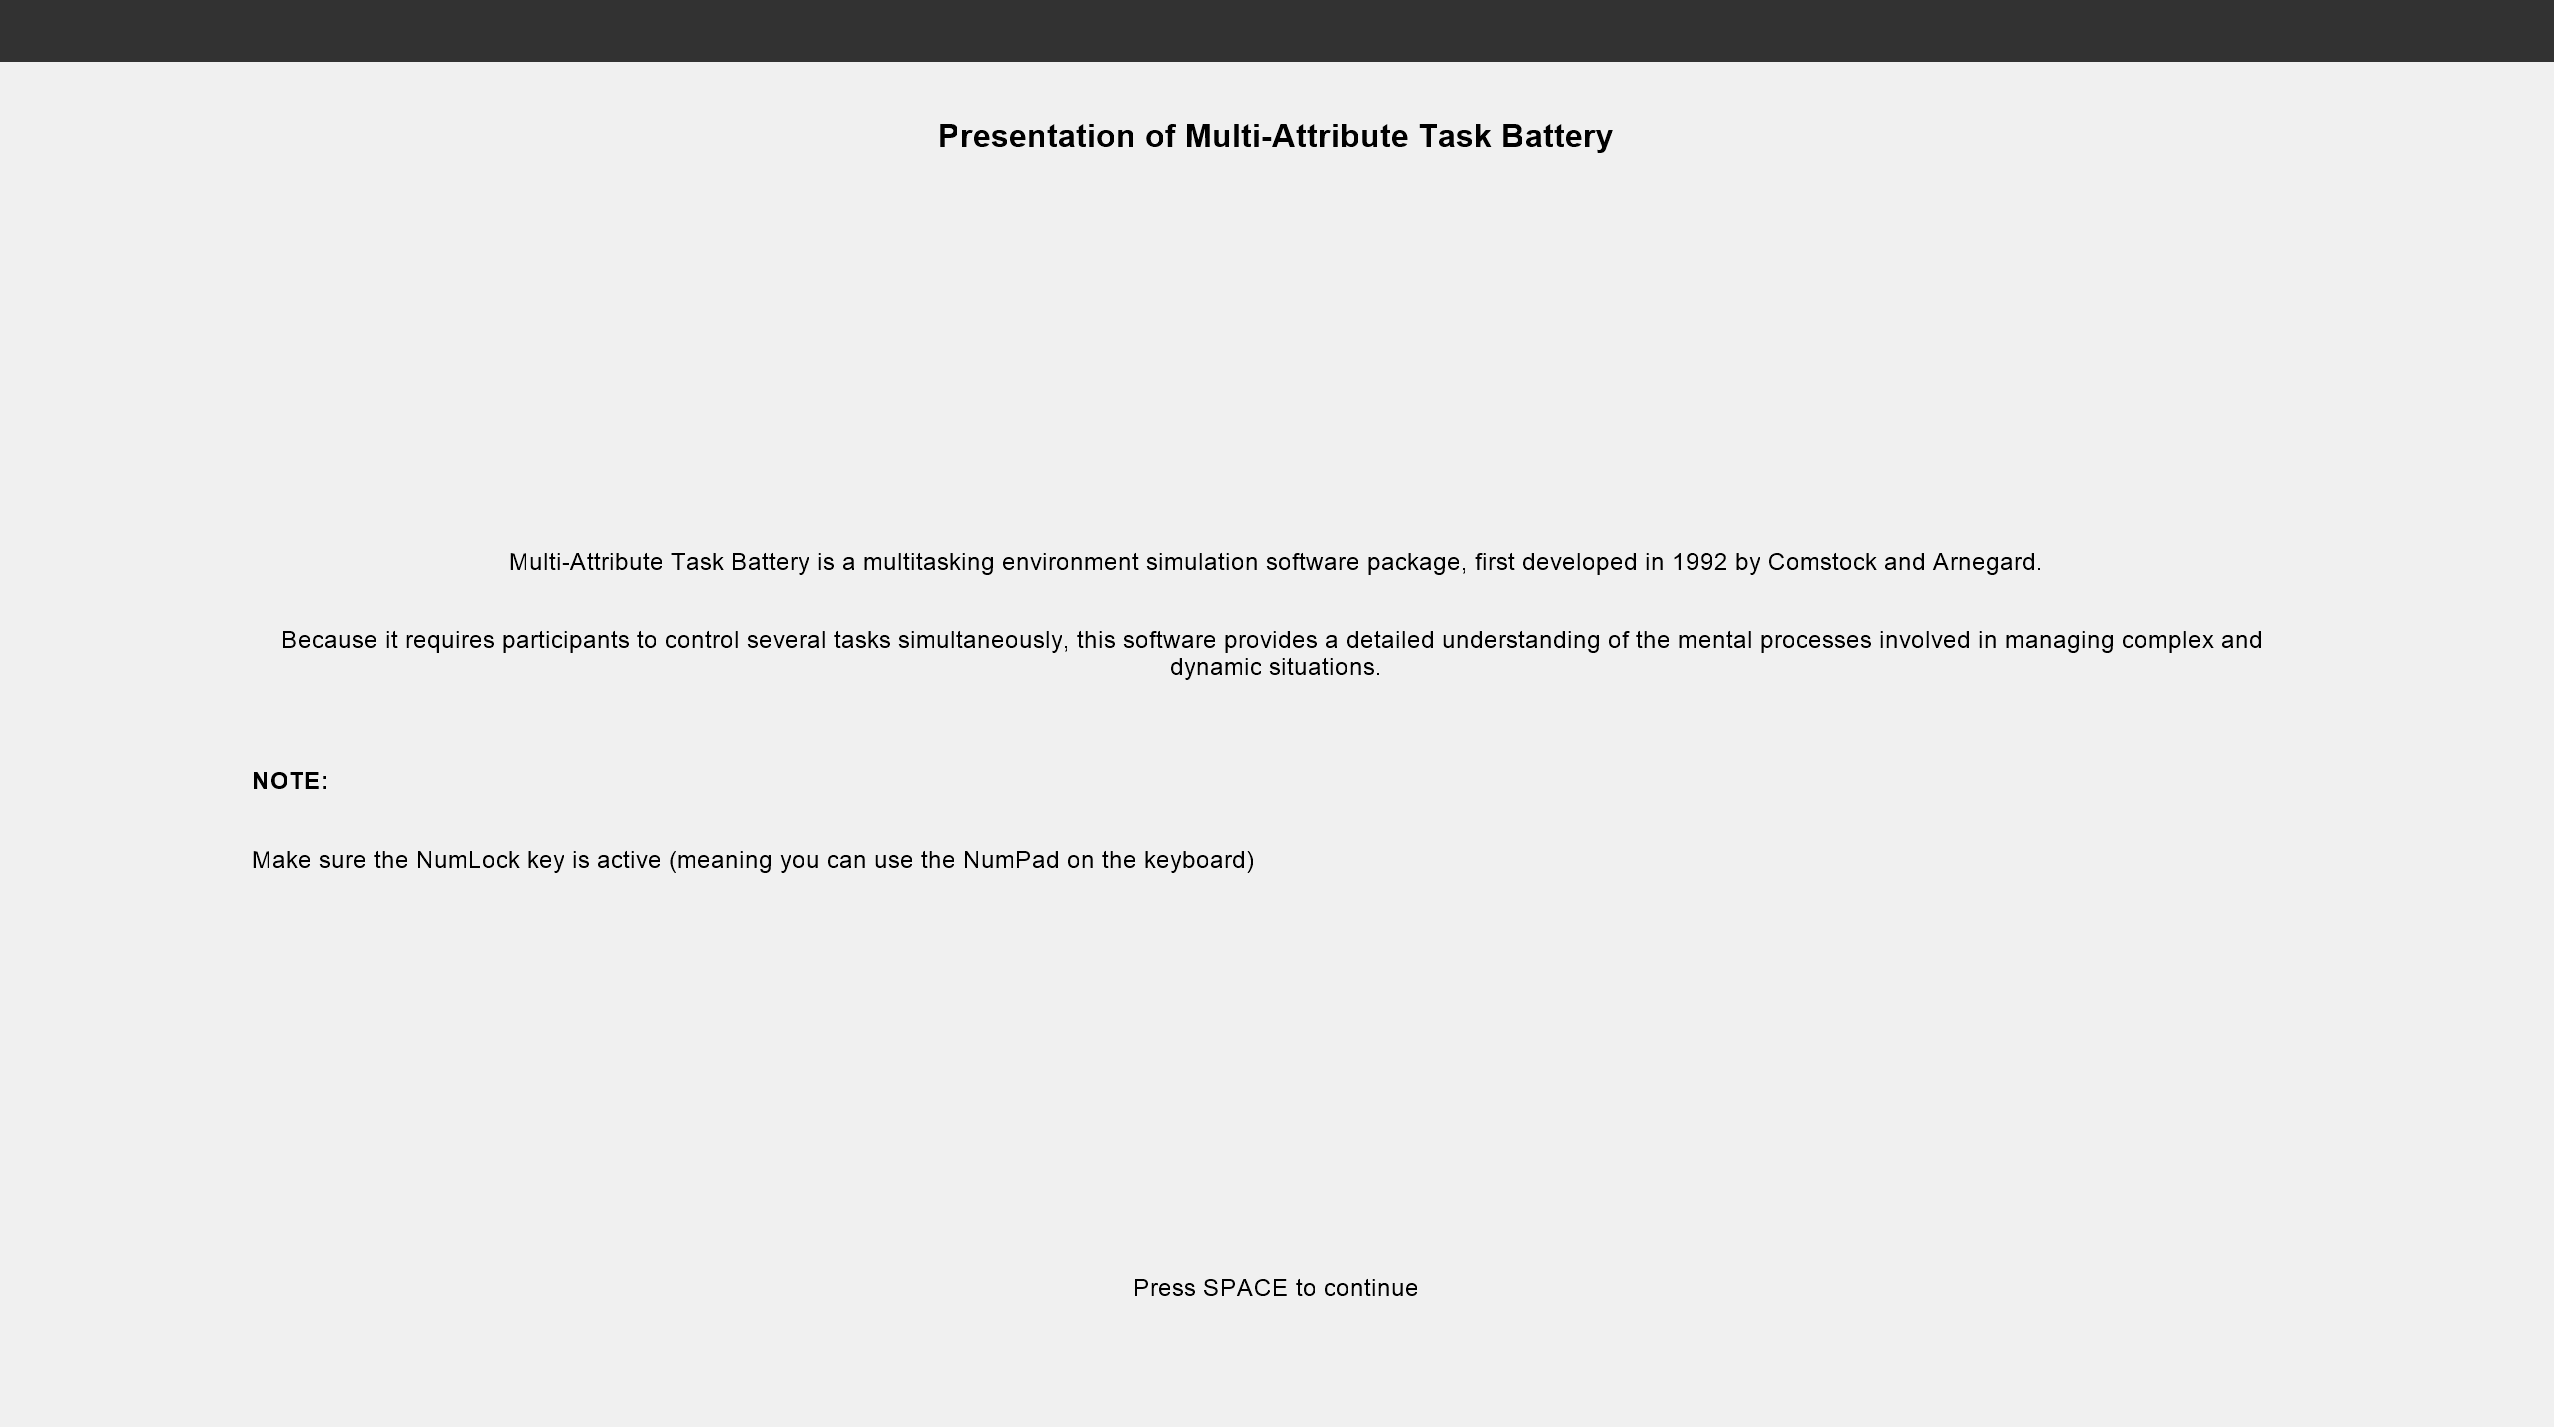 Presentation of Multi-Attribute Task Battery
Multi-Attribute Task Battery is a multitasking environment simulation software package, first developed in 1992 by Comstock and Arnegard.
Because it requires participants to control several tasks simultaneously, this software provides a detailed understanding of the mental processes involved in managing complex and
dynamic situations.
NOTE:
Make sure the NumLock key is active (meaning you can use the NumPad on the keyboard)
Press SPACE to continue